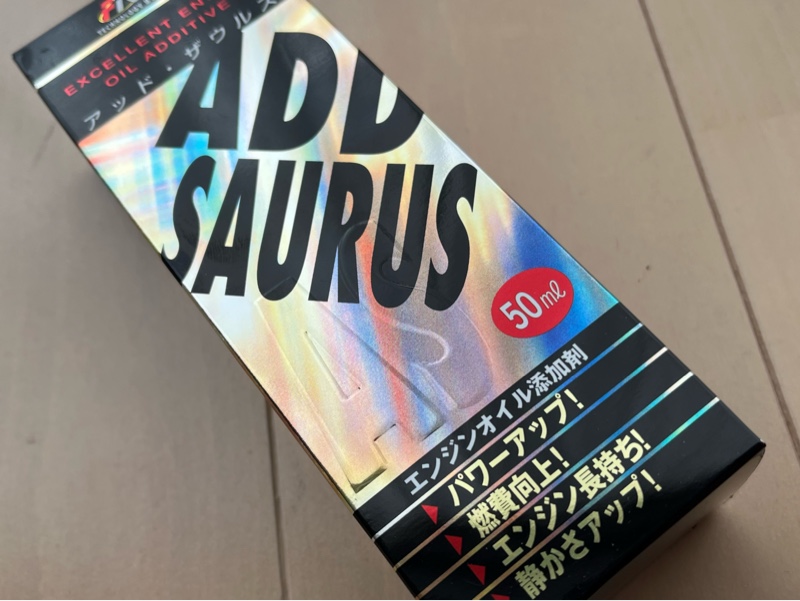 EXCELLENT EN
OIL ADDITIVE
アッド・ザウルス
ADD
SAURUS
50ml
エンジンオイル添加剤
パワーアップ!
燃費向上!
エンジン長持ち!
静かさアップ!
AS